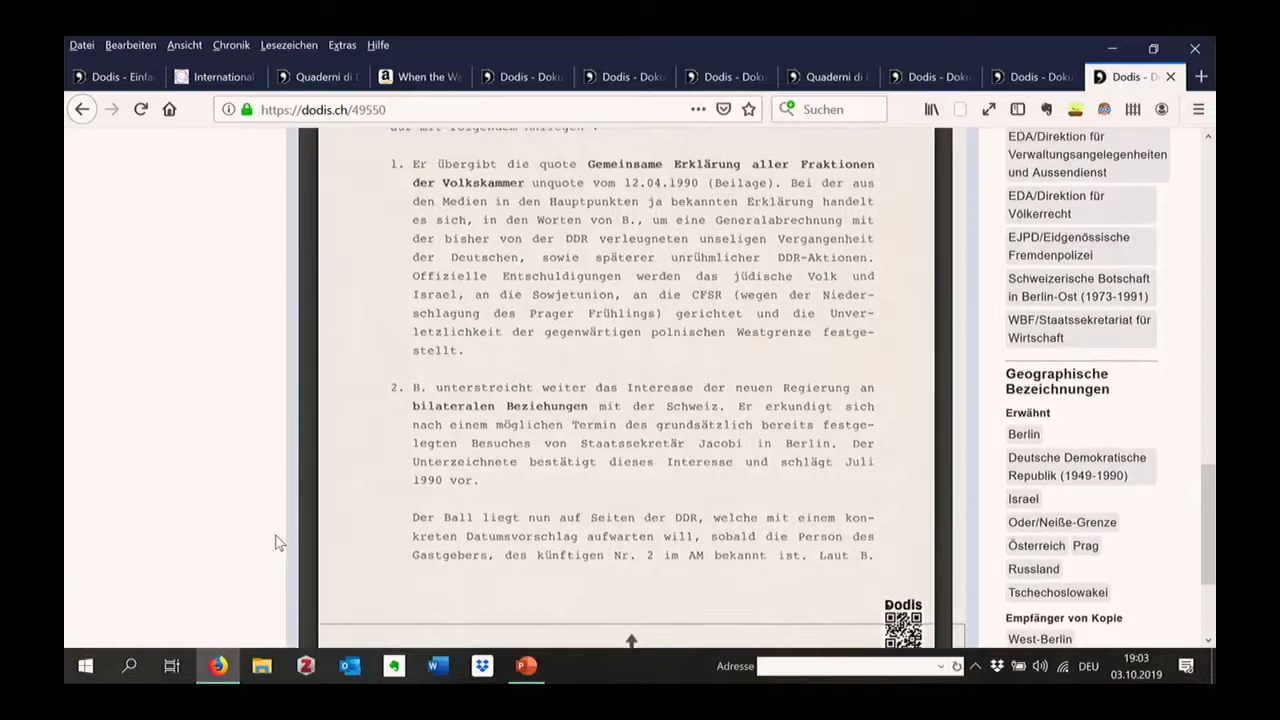 Datei Bearbeiten Ansicht Chronik Lesezeichen Extras Hilfe
Dodis - Einfa International Quaderni di When the Wa Dodis - Doku Dodis - Doku Dodis - Doku Quaderni di Dodis - Doku Dodis - Doku Dodis - D
https://dodis.ch/49550 Suchen
auf mit folgendem Anliegen :
1. Er übergibt die quote Gemeinsame Erklärung aller Fraktionen
der Volkskammer unquote vom 12.04.1990 (Beilage). Bei der aus
den Medien in den Hauptpunkten ja bekannten Erklärung handelt
es sich, in den Worten von B., um eine Generalabrechnung mit
der bisher von der DDR verleugneten unseligen Vergangenheit
der Deutschen, sowie späterer unrühmlicher DDR-Aktionen.
Offizielle Entschuldigungen werden das jüdische Volk und
Israel, an die Sowjetunion, an die CFSR (wegen der Nieder-
schlagung des Prager Frühlings) gerichtet und die Unver-
letzlichkeit der gegenwärtigen polnischen Westgrenze festge-
stellt.
2. B. unterstreicht weiter das Interesse der neuen Regierung an
bilateralen Beziehungen mit der Schweiz. Er erkundigt sich
nach einem möglichen Termin des grundsätzlich bereits festge-
legten Besuches von Staatssekretär Jacobi in Berlin. Der
Unterzeichnete bestätigt dieses Interesse und schlägt Juli
1990 vor.
Der Ball liegt nun auf Seiten der DDR, welche mit einem kon-
kreten Datumsvorschlag aufwarten will, sobald die Person des
Gastgebers, des künftigen Nr. 2 im AM bekannt ist. Laut B.
Dodis
EDA/Direktion für
Verwaltungsangelegenheiten
und Aussendienst
EDA/Direktion für
Völkerrecht
EJPD/Eidgenössische
Fremdenpolizei
Schweizerische Botschaft
in Berlin-Ost (1973-1991)
WBF/Staatssekretariat für
Wirtschaft
Geographische
Bezeichnungen
Erwähnt
Berlin
Deutsche Demokratische
Republik (1949-1990)
Israel
Oder/Neiße-Grenze
Österreich Prag
Russland
Tschechoslowakei
Empfänger von Kopie
West-Berlin
Adresse DEU 19:03
03.10.2019